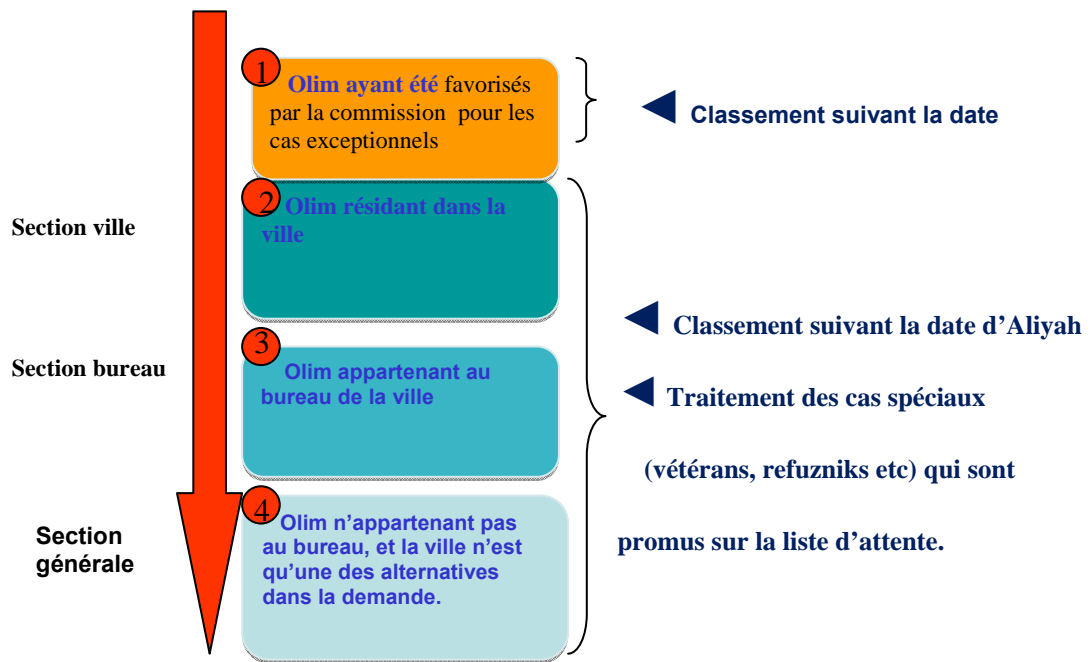 1
Olim ayant été favorisés
par la commission pour les
cas exceptionnels
Classement suivant la date
Section ville
2
Olim résidant dans la
ville
Classement suivant la date d’Aliyah
Section bureau
3
Olim appartenant au
bureau de la ville
Traitement des cas spéciaux
(vétérans, refuzniks etc) qui sont
promus sur la liste d’attente.
Section
générale
4
Olim n’appartenant pas
au bureau, et la ville n’est
qu’une des alternatives
dans la demande.